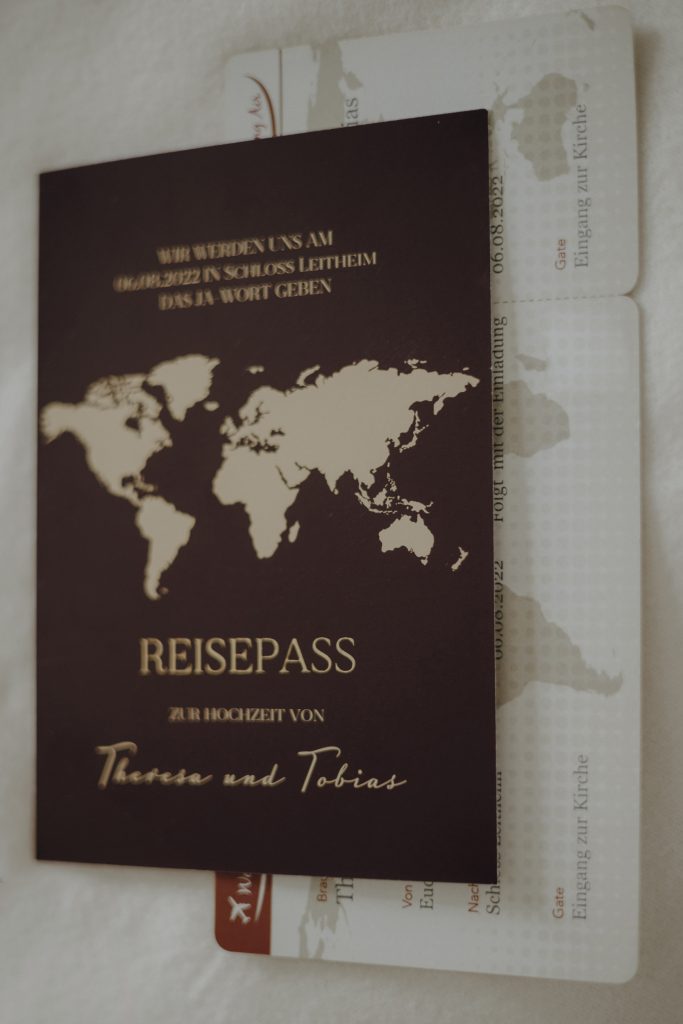 WIR WERDEN UNS AM
06.08.2022 IN SCHLOSS LEITHEIM
DAS JA-WORT GEBEN
REISEPASS
ZUR HOCHZEIT VON
Theresa und Tobias
Von
Nach
Schloss Leitheim
06.08.2022
Folgt mit der Einladung
06.08.2022
Gate
Eingang zur Kirche
Gate
Eingang zur Kirche